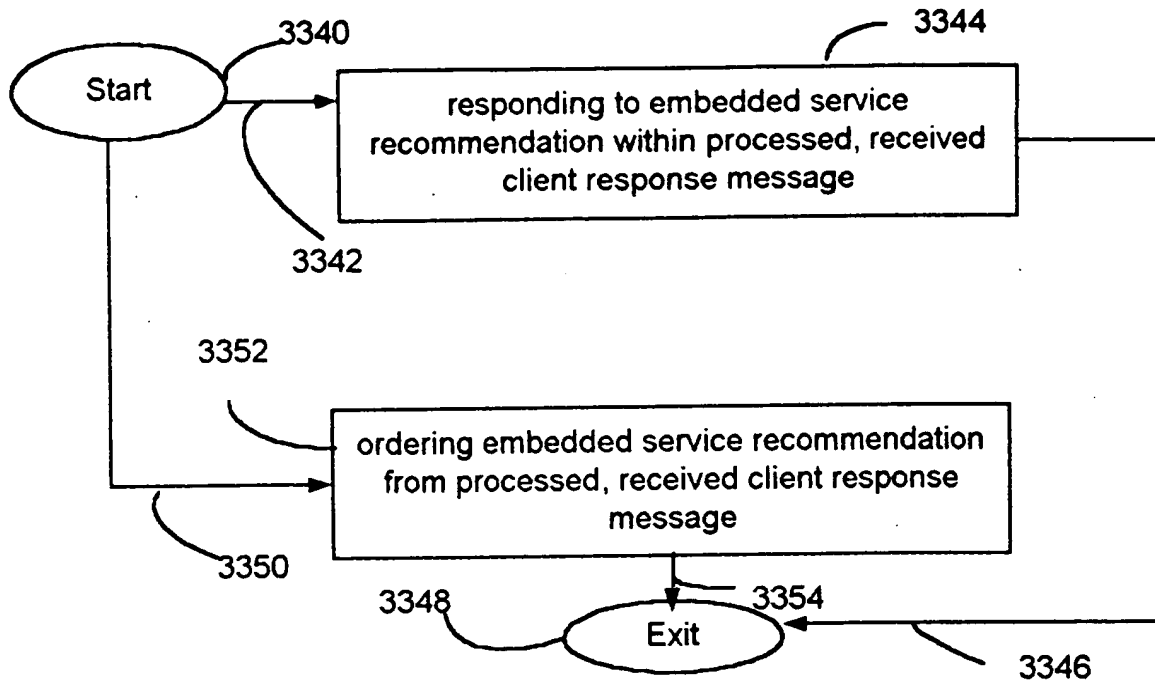 3340
3344
Start
responding to embedded service
recommendation within processed, received
client response message
3342
3352
ordering embedded service recommendation
from processed, received client response
message
3350
3348
3354
Exit
3346